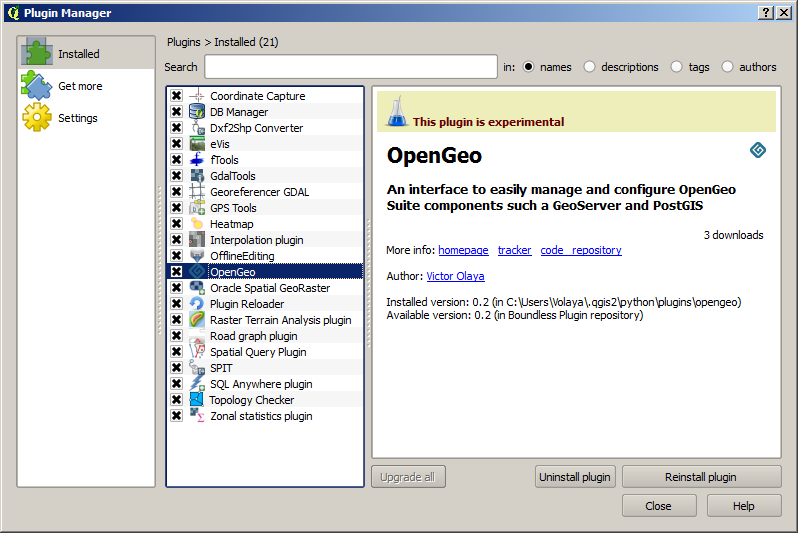 Plugin Manager
Installed
Get more
Settings
Plugins > Installed (21)
Search in: names descriptions tags authors
Coordinate Capture
DB Manager
Dxf2Shp Converter
eVis
fTools
GdalTools
Georeferencer GDAL
GPS Tools
Heatmap
Interpolation plugin
OfflineEditing
OpenGeo
Oracle Spatial GeoRaster
Plugin Reloader
Raster Terrain Analysis plugin
Road graph plugin
Spatial Query Plugin
SPIT
SQL Anywhere plugin
Topology Checker
Zonal statistics plugin
This plugin is experimental
OpenGeo
An interface to easily manage and configure OpenGeo
Suite components such a GeoServer and PostGIS
3 downloads
More info: homepage tracker code_repository
Author: Victor Olaya
Installed version: 0.2 (in C:\Users\Volaya\.qgis2\python\plugins\opengeo)
Available version: 0.2 (in Boundless Plugin repository)
Upgrade all Uninstall plugin Reinstall plugin
Close Help